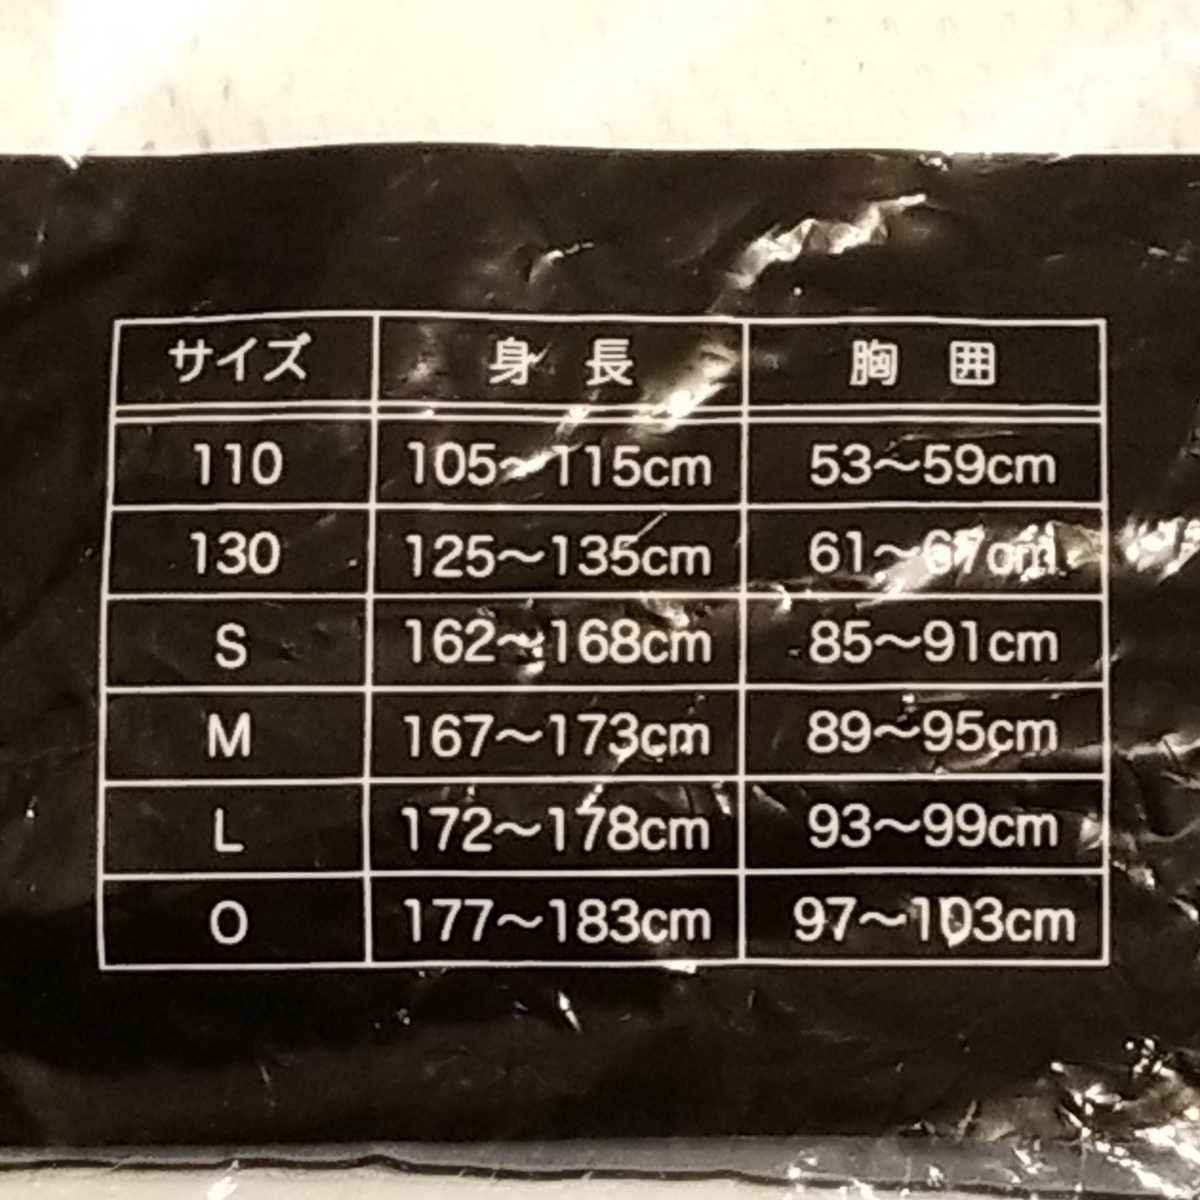 サイズ 身長 胸囲
110 105～115cm 53～59cm
130 125～135cm 61～67cm
S 162～168cm 85～91cm
M 167～173cm 89～95cm
L 172～178cm 93～99cm
O 177～183cm 97～103cm